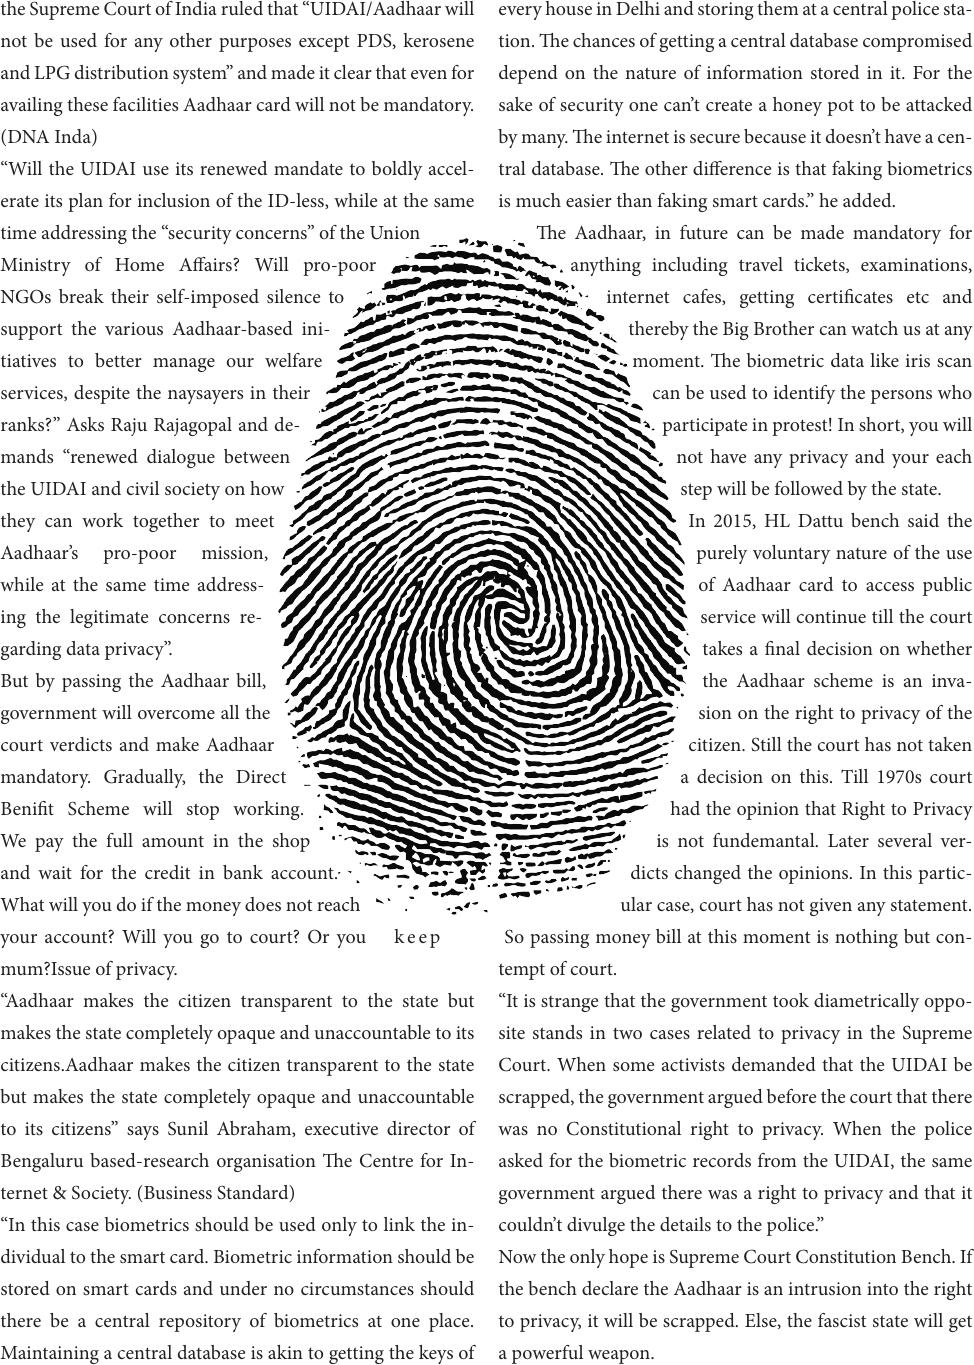 the Supreme Court of India ruled that “UIDAI/Aadhaar will
not be used for any other purposes except PDS, kerosene
and LPG distribution system” and made it clear that even for
availing these facilities Aadhaar card will not be mandatory.
(DNA Inda)
“Will the UIDAI use its renewed mandate to boldly accel-
erate its plan for inclusion of the ID-less, while at the same
time addressing the “security concerns” of the Union
Ministry of Home Affairs? Will pro-poor
NGOs break their self-imposed silence to
support the various Aadhaar-based ini-
tiatives to better manage our welfare
services, despite the naysayers in their
ranks?” Asks Raju Rajagopal and de-
mands “renewed dialogue between
the UIDAI and civil society on how
they can work together to meet
Aadhaar’s pro-poor mission,
while at the same time address-
ing the legitimate concerns re-
garding data privacy”.
But by passing the Aadhaar bill,
government will overcome all the
court verdicts and make Aadhaar
mandatory. Gradually, the Direct
Benifit Scheme will stop working.
We pay the full amount in the shop
and wait for the credit in bank account.
What will you do if the money does not reach
your account? Will you go to court? Or you keep
mum?Issue of privacy.
“Aadhaar makes the citizen transparent to the state but
makes the state completely opaque and unaccountable to its
citizens.Aadhaar makes the citizen transparent to the state
but makes the state completely opaque and unaccountable
to its citizens” says Sunil Abraham, executive director of
Bengaluru based-research organisation The Centre for In-
ternet & Society. (Business Standard)
“In this case biometrics should be used only to link the in-
dividual to the smart card. Biometric information should be
stored on smart cards and under no circumstances should
there be a central repository of biometrics at one place.
Maintaining a central database is akin to getting the keys of
every house in Delhi and storing them at a central police sta-
tion. The chances of getting a central database compromised
depend on the nature of information stored in it. For the
sake of security one can’t create a honey pot to be attacked
by many. The internet is secure because it doesn’t have a cen-
tral database. The other difference is that faking biometrics
is much easier than faking smart cards.” he added.
The Aadhaar, in future can be made mandatory for
anything including travel tickets, examinations,
internet cafes, getting certificates etc and
thereby the Big Brother can watch us at any
moment. The biometric data like iris scan
can be used to identify the persons who
participate in protest! In short, you will
not have any privacy and your each
step will be followed by the state.
In 2015, HL Dattu bench said the
purely voluntary nature of the use
of Aadhaar card to access public
service will continue till the court
takes a final decision on whether
the Aadhaar scheme is an inva-
sion on the right to privacy of the
citizen. Still the court has not taken
a decision on this. Till 1970s court
had the opinion that Right to Privacy
is not fundemantal. Later several ver-
dicts changed the opinions. In this partic-
ular case, court has not given any statement.
So passing money bill at this moment is nothing but con-
tempt of court.
“It is strange that the government took diametrically oppo-
site stands in two cases related to privacy in the Supreme
Court. When some activists demanded that the UIDAI be
scrapped, the government argued before the court that there
was no Constitutional right to privacy. When the police
asked for the biometric records from the UIDAI, the same
government argued there was a right to privacy and that it
couldn’t divulge the details to the police.”
Now the only hope is Supreme Court Constitution Bench. If
the bench declare the Aadhaar is an intrusion into the right
to privacy, it will be scrapped. Else, the fascist state will get
a powerful weapon.